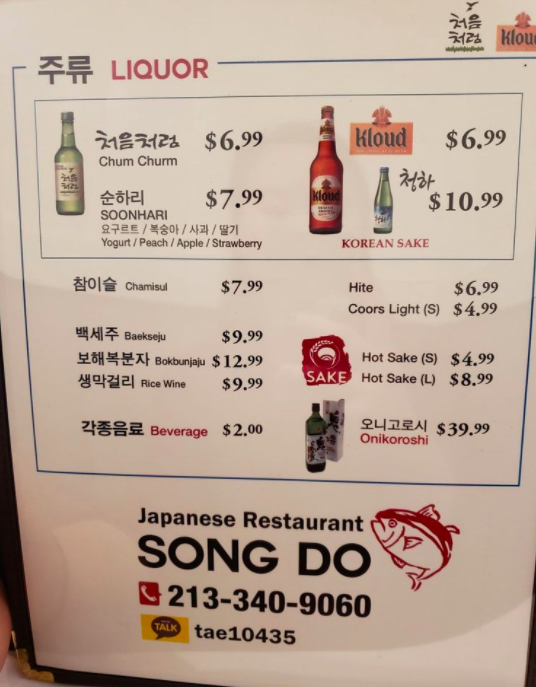 처음
처럼
Klou
주류 LIQUOR
처음처럼 $6.99
Chum Churm
순하리 $7.99
SOONHARI
요구르트 / 복숭아 / 사과 / 딸기
Yogurt / Peach / Apple / Strawberry
kloud $6.99
청하 $10.99
KOREAN SAKE
참이슬 Chamisul $7.99
백세주 Baekseju $9.99
보해복분자 Bokbunjaju $12.99
생막걸리 Rice Wine $9.99
각종음료 Beverage $2.00
Hite $6.99
Coors Light (S) $4.99
SAKE
Hot Sake (S) $4.99
Hot Sake (L) $8.99
오니고로시 $39.99
Onikoroshi
Japanese Restaurant
SONG DO
213-340-9060
TALK tae10435